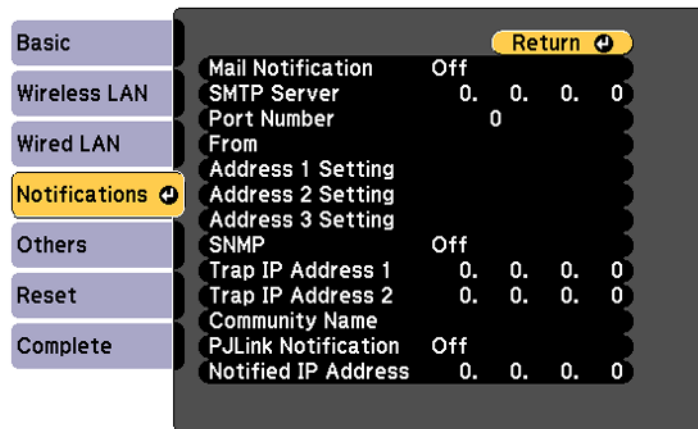 Basic
Wireless LAN
Wired LAN
Notifications
Others
Reset
Complete
Return
Mail Notification Off
SMTP Server 0. 0. 0. 0
Port Number 0
From
Address 1 Setting
Address 2 Setting
Address 3 Setting
SNMP Off
Trap IP Address 1 0. 0. 0. 0
Trap IP Address 2 0. 0. 0. 0
Community Name
PJLink Notification Off
Notified IP Address 0. 0. 0. 0